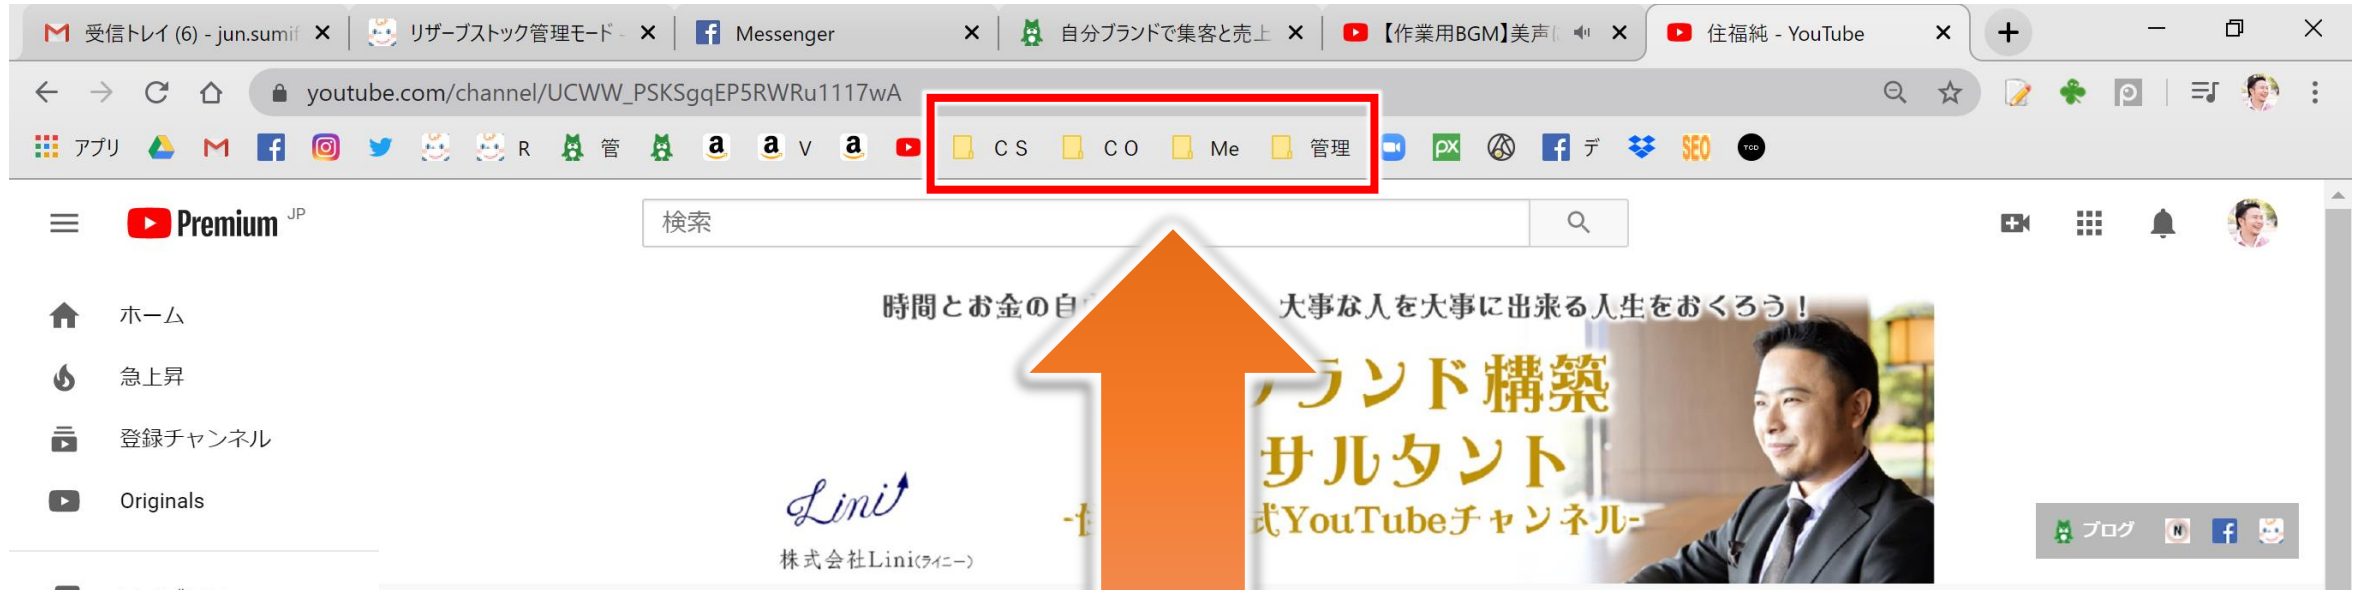 受信トレイ (6) - jun.sumif
リザーブストック管理モード -
Messenger
自分ブランドで集客と売上
【作業用BGM】美声
住福純 - YouTube
youtube.com/channel/UCWW_PSKSgqEP5RWRu1117wA
アプリ R 管 a a V a CS CO Me 管理 PX デ SEO TCD
Premium JP
検索
時間とお金の自 大事な人を大事に出来る人生をおくろう！
ホーム
急上昇
ランド構築
登録チャンネル
サルタント
Originals
Lini
式YouTubeチャンネル-
ブログ N
株式会社Lini(ライニー)